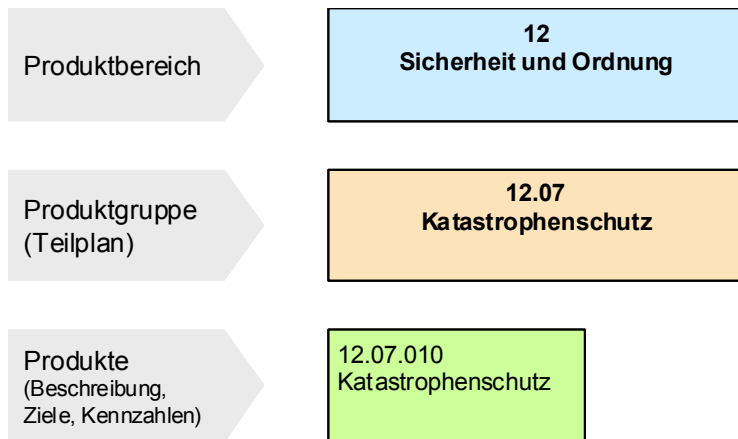 Produktbereich
12
Sicherheit und Ordnung
Produktgruppe
(Teilplan)
12.07
Katastrophenschutz
Produkte
(Beschreibung,
Ziele, Kennzahlen)
12.07.010
Katastrophenschutz